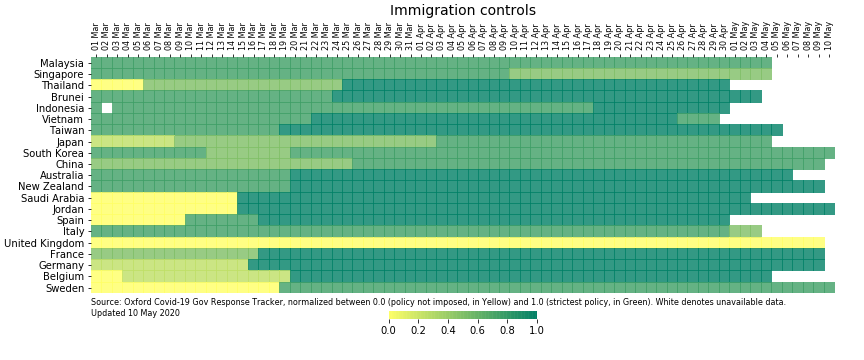 Immigration controls
01 Mar 02 Mar 03 Mar 04 Mar 05 Mar 06 Mar 07 Mar 08 Mar 09 Mar 10 Mar 11 Mar 12 Mar 13 Mar 14 Mar 15 Mar 16 Mar 17 Mar 18 Mar 19 Mar 20 Mar 21 Mar 22 Mar 23 Mar 24 Mar 25 Mar 26 Mar 27 Mar 28 Mar 29 Mar 30 Mar 31 Mar 01 Apr 02 Apr 03 Apr 04 Apr 05 Apr 06 Apr 07 Apr 08 Apr 09 Apr 10 Apr 11 Apr 12 Apr 13 Apr 14 Apr 15 Apr 16 Apr 17 Apr 18 Apr 19 Apr 20 Apr 21 Apr 22 Apr 23 Apr 24 Apr 25 Apr 26 Apr 27 Apr 28 Apr 29 Apr 30 Apr 01 May 02 May 03 May 04 May 05 May 06 May 07 May 08 May 09 May 10 May
Malaysia
Singapore
Thailand
Brunei
Indonesia
Vietnam
Taiwan
Japan
South Korea
China
Australia
New Zealand
Saudi Arabia
Jordan
Spain
Italy
United Kingdom
France
Germany
Belgium
Sweden
Source: Oxford Covid-19 Gov Response Tracker, normalized between 0.0 (policy not imposed, in Yellow) and 1.0 (strictest policy, in Green). White denotes unavailable data.
Updated 10 May 2020
0.0 0.2 0.4 0.6 0.8 1.0